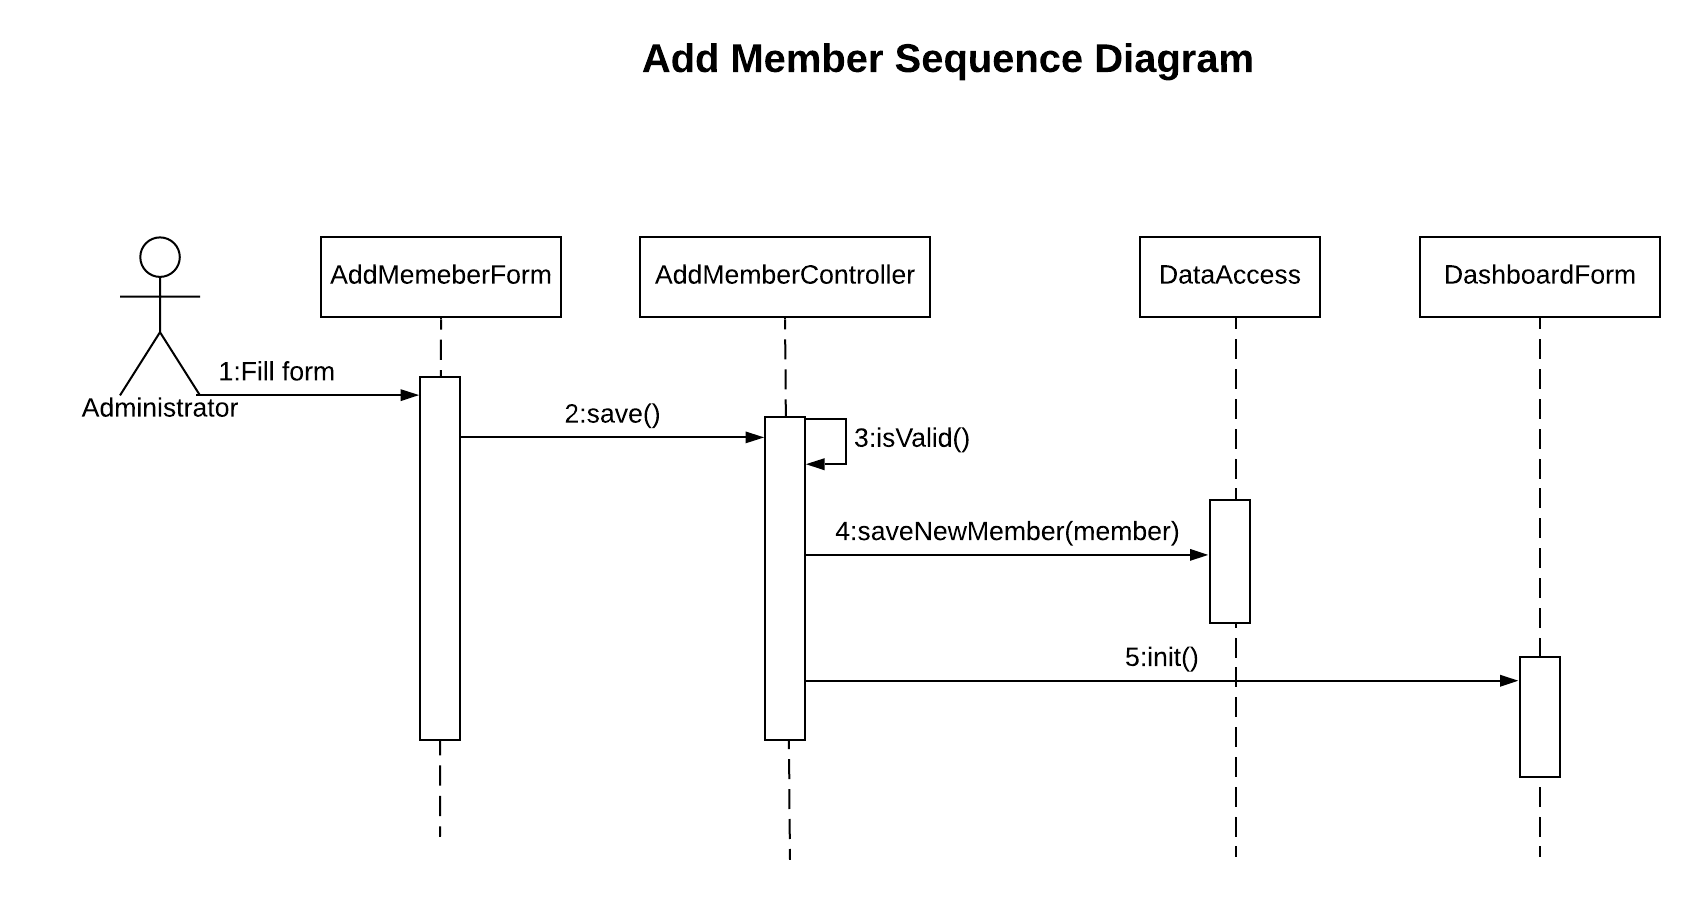 Add Member Sequence Diagram
AddMemeberForm
AddMemberController
DataAccess
DashboardForm
1:Fill form
Administrator
2:save()
3:isValid()
4:saveNewMember(member)
5:init()